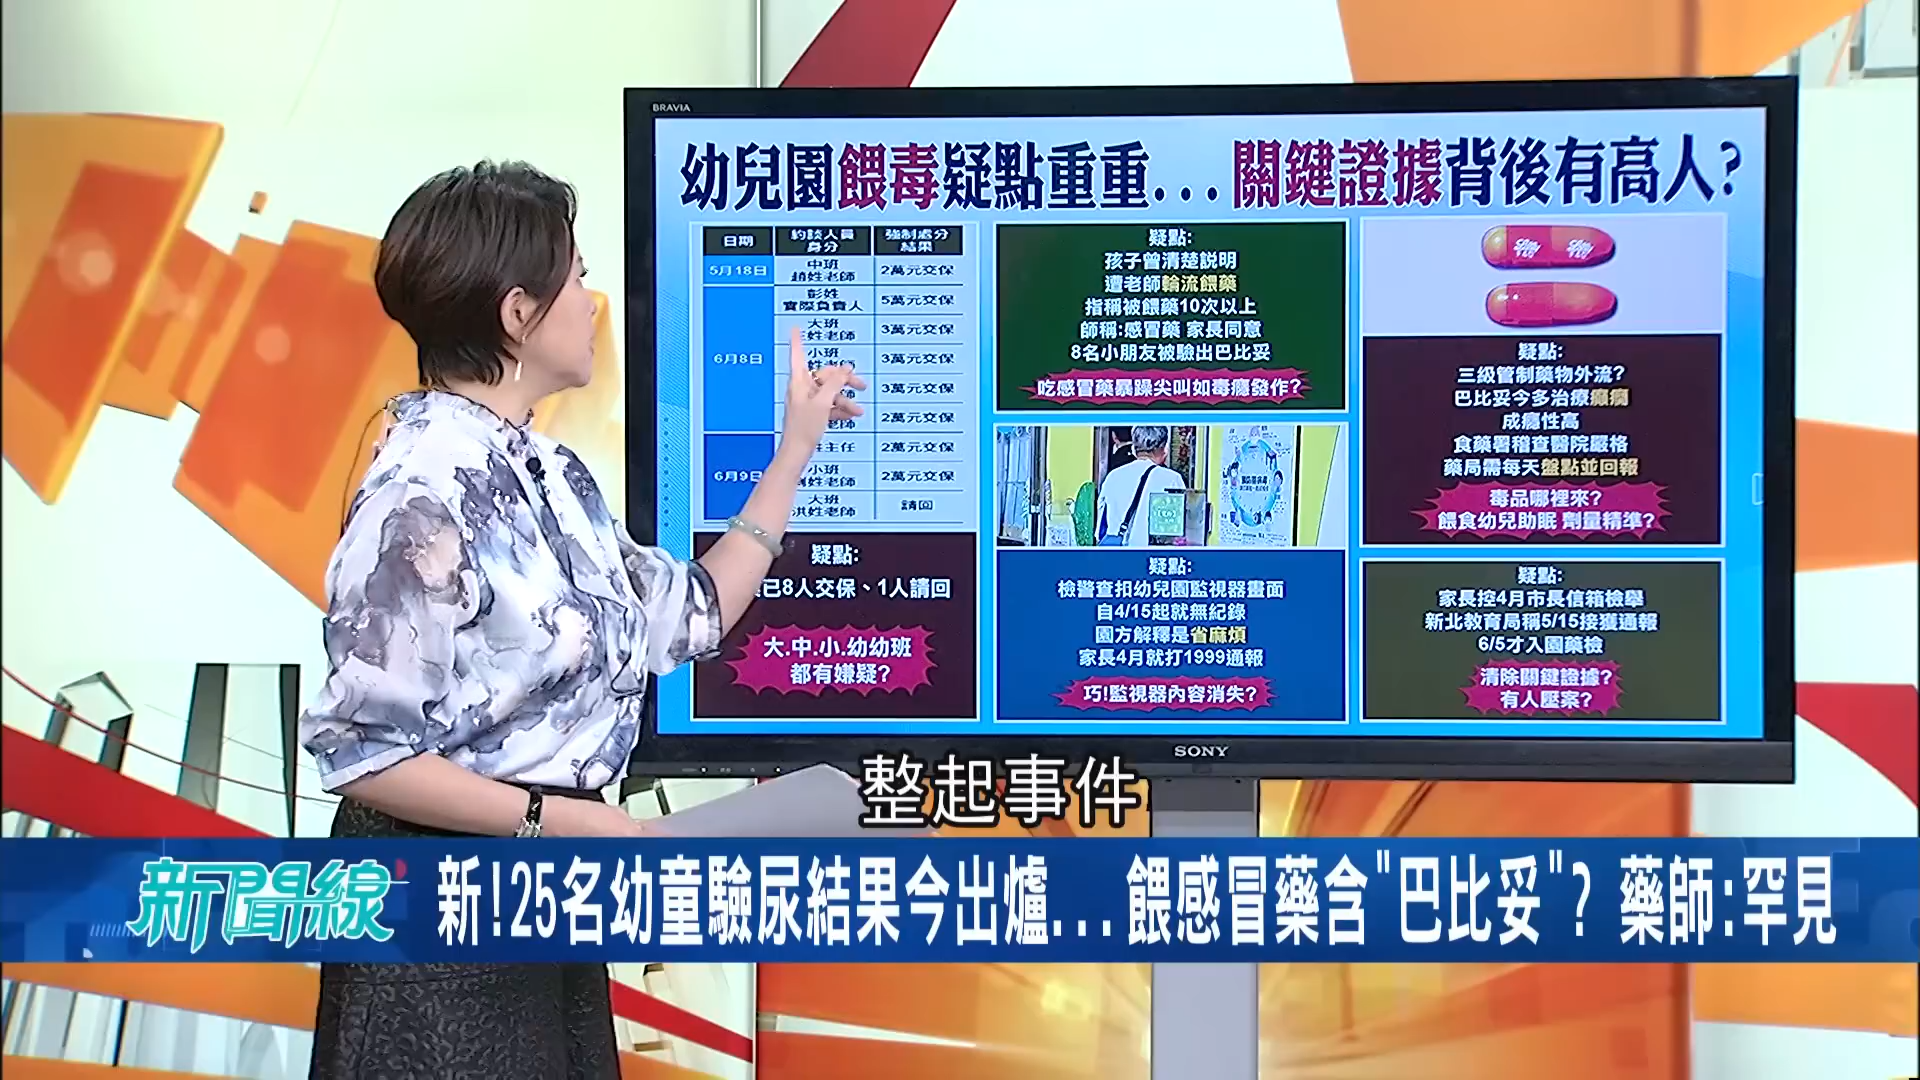 BRAVIA
幼兒園餵毒疑點重重...關鍵證據背後有高人?
日期 約談人員身分 強制處分結果
5月18日 中班趙姓老師 2萬元交保
6月8日 彭姓實際負責人 5萬元交保
大班 姓老師 3萬元交保
小班 姓老師 3萬元交保
師 3萬元交保
老師 2萬元交保
6月9日 姓主任 2萬元交保
小班 姓老師 2萬元交保
大班洪姓老師 請回
疑點:
已8人交保、1人請回
大.中.小.幼幼班
都有嫌疑?
疑點:
孩子曾清楚說明
遭老師輪流餵藥
指稱被餵藥10次以上
師稱:感冒藥 家長同意
8名小朋友被驗出巴比妥
吃感冒藥暴躁尖叫如毒癮發作?
疑點:
檢警查扣幼兒園監視器畫面
自4/15起就無紀錄
園方解釋是省麻煩
家長4月就打1999通報
巧!監視器內容消失?
疑點:
三級管制藥物外流?
巴比妥今多治療癲癇
成癮性高
食藥署稽查醫院嚴格
藥局需每天盤點並回報
毒品哪裡來?
餵食幼兒助眠 劑量精準?
疑點:
家長控4月市長信箱檢舉
新北教育局稱5/15接獲通報
6/5才入園藥檢
清除關鍵證據?
有人壓案?
SONY
整起事件
新聞線
新!25名幼童驗尿結果今出爐...餵感冒藥含"巴比妥"? 藥師:罕見